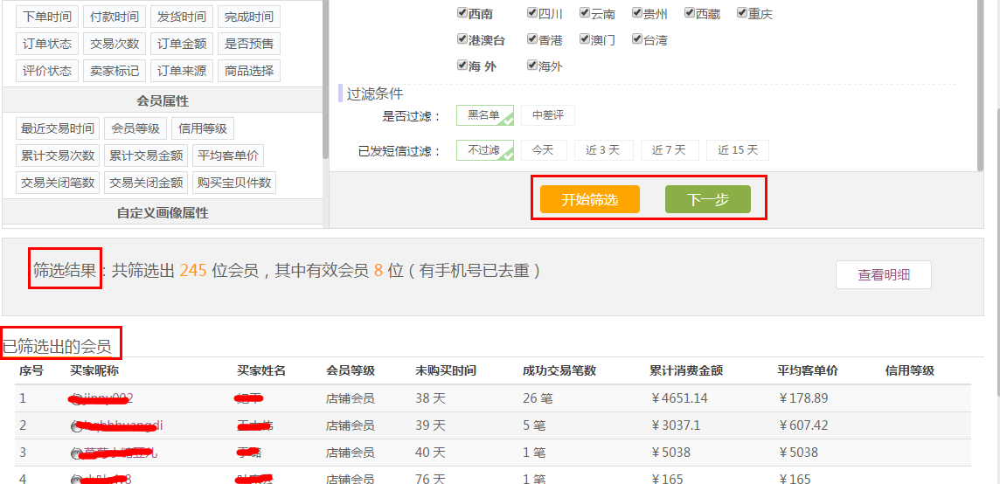 下单时间 付款时间 发货时间 完成时间
订单状态 交易次数 订单金额 是否预售
评价状态 卖家标记 订单来源 商品选择
会员属性
最近交易时间 会员等级 信用等级
累计交易次数 累计交易金额 平均客单价
交易关闭笔数 交易关闭金额 购买宝贝件数
自定义画像属性
西南 四川 云南 贵州 西藏 重庆
港澳台 香港 澳门 台湾
海 外 海外
过滤条件
是否过滤： 黑名单 中差评
已发短信过滤： 不过滤 今天 近 3 天 近 7 天 近 15 天
开始筛选 下一步
筛选结果：共筛选出 245 位会员，其中有效会员 8 位（有手机号已去重） 查看明细
已筛选出的会员
序号 买家昵称 买家姓名 会员等级 未购买时间 成功交易笔数 累计消费金额 平均客单价 信用等级
1 店铺会员 38 天 26 笔 ￥4651.14 ￥178.89
2 店铺会员 39 天 5 笔 ￥3037.1 ￥607.42
3 店铺会员 40 天 1 笔 ￥5038 ￥5038
4 店铺会员 76 天 1 笔 ￥165 ￥165